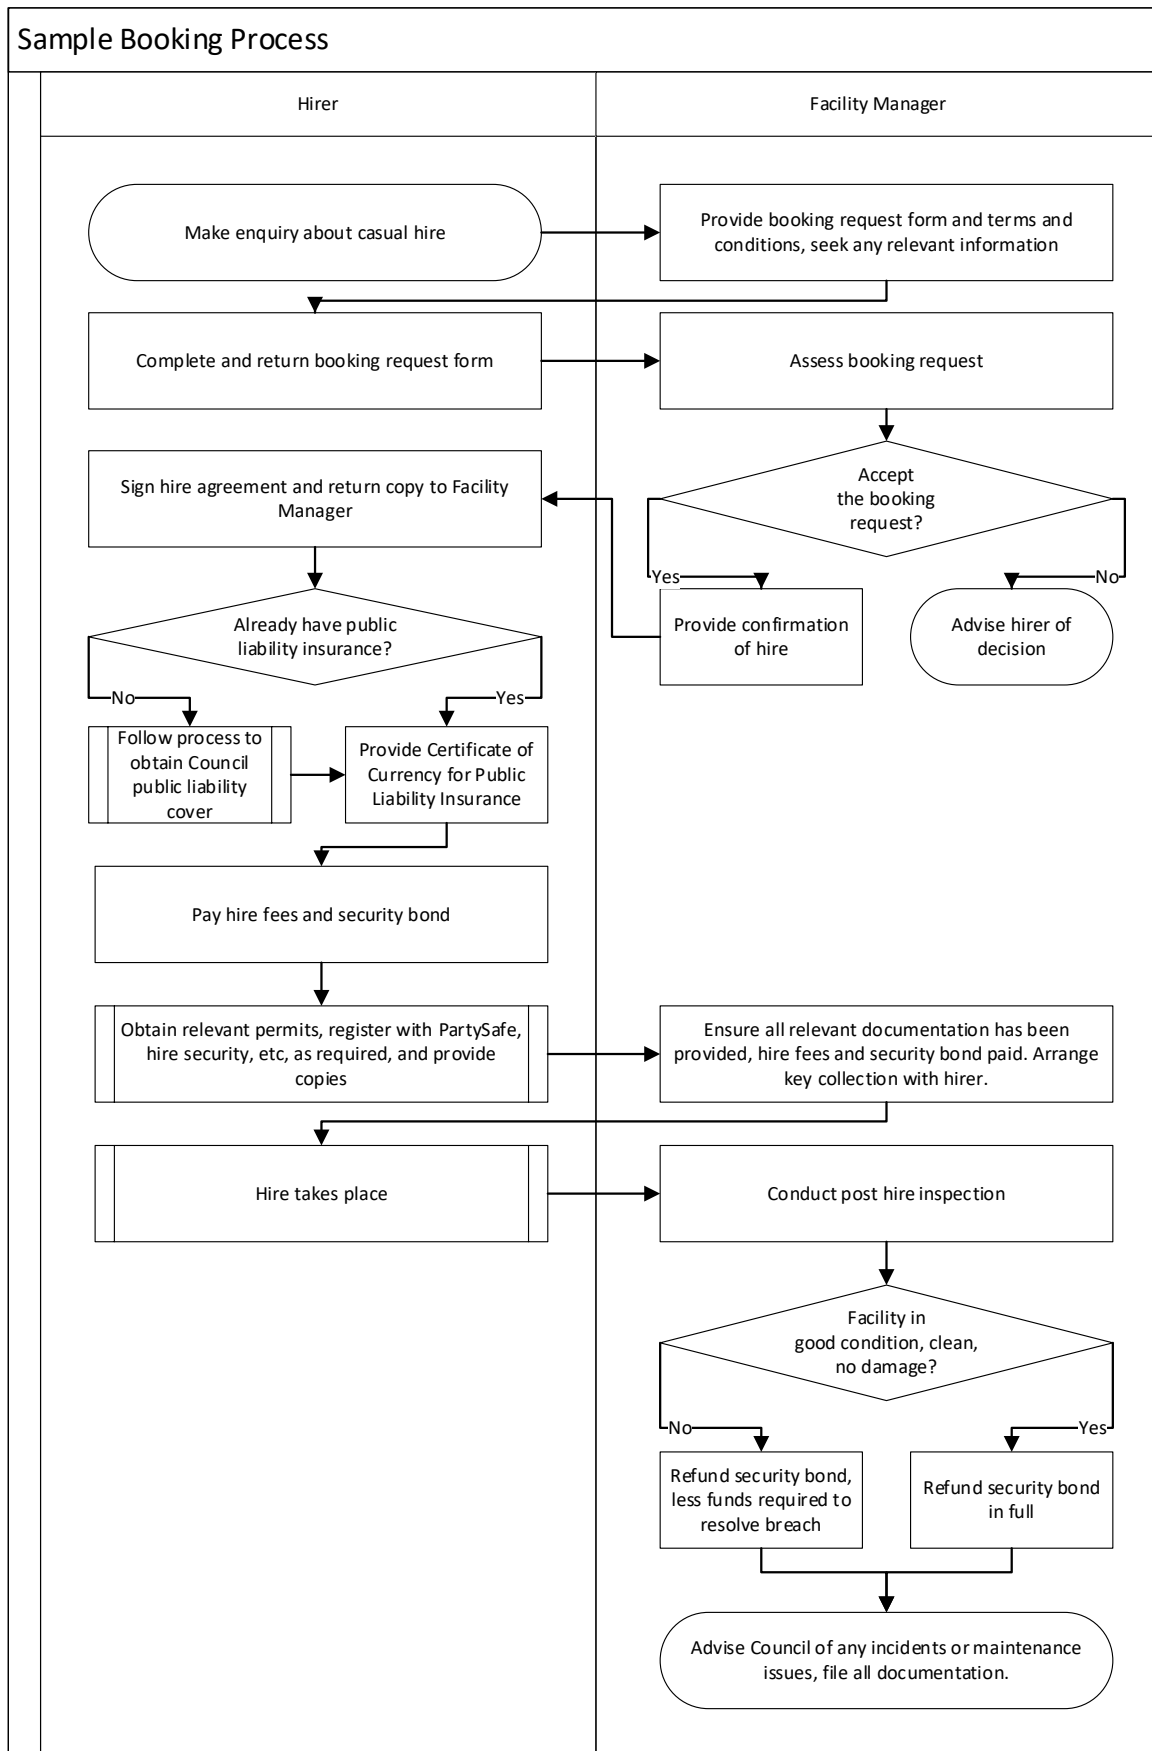 Sample Booking Process
Hirer
Facility Manager
Make enquiry about casual hire
Provide booking request form and terms and
conditions, seek any relevant information
Complete and return booking request form
Assess booking request
Sign hire agreement and return copy to Facility
Manager
Accept
the booking
request?
Yes
No
Provide confirmation
of hire
Advise hirer of
decision
Already have public
liability insurance?
No
Yes
Follow process to
obtain Council
public liability
cover
Provide Certificate of
Currency for Public
Liability Insurance
Pay hire fees and security bond
Obtain relevant permits, register with PartySafe,
hire security, etc, as required, and provide
copies
Ensure all relevant documentation has been
provided, hire fees and security bond paid. Arrange
key collection with hirer.
Hire takes place
Conduct post hire inspection
Facility in
good condition, clean,
no damage?
No
Yes
Refund security bond,
less funds required to
resolve breach
Refund security bond
in full
Advise Council of any incidents or maintenance
issues, file all documentation.